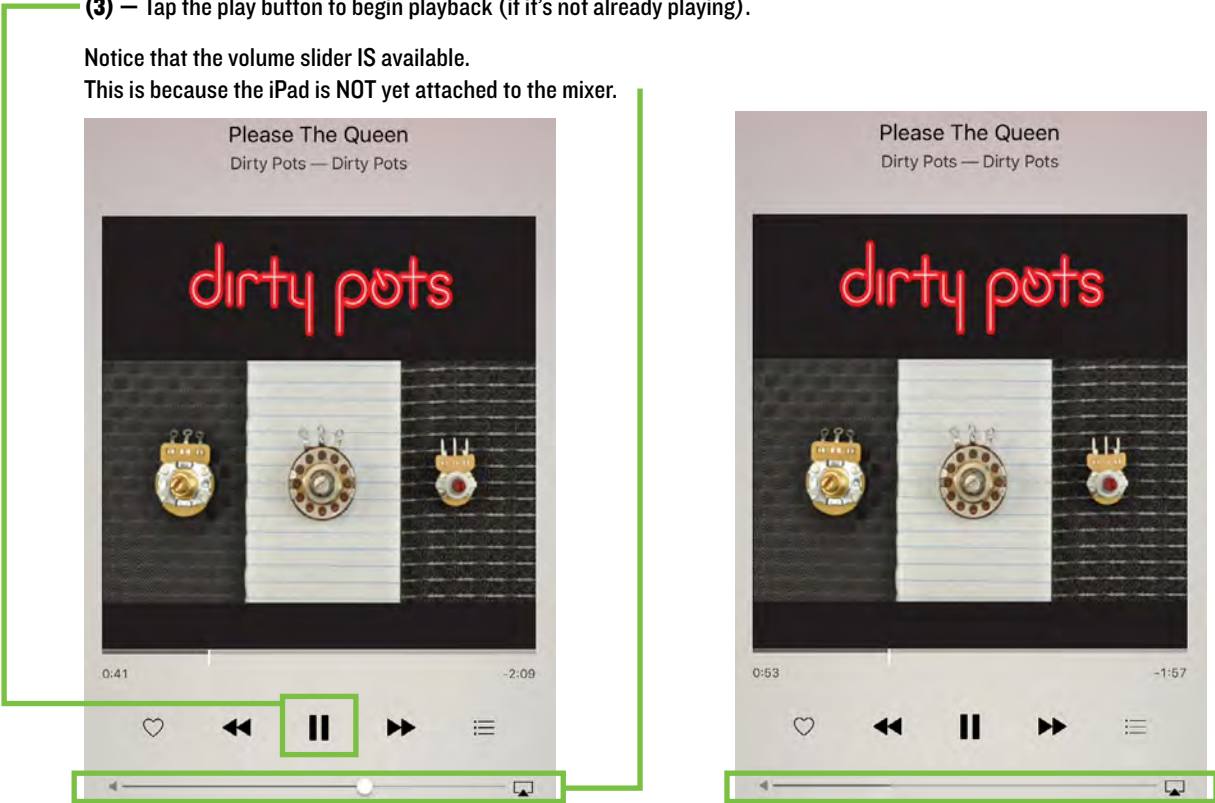 (3) — Tap the play button to begin playback (if it's not already playing).
Notice that the volume slider IS available.
This is because the iPad is NOT yet attached to the mixer.
Please The Queen
Dirty Pots — Dirty Pots
dirty pots
0:41
-2:09
Please The Queen
Dirty Pots — Dirty Pots
dirty pots
0:53
-1:57